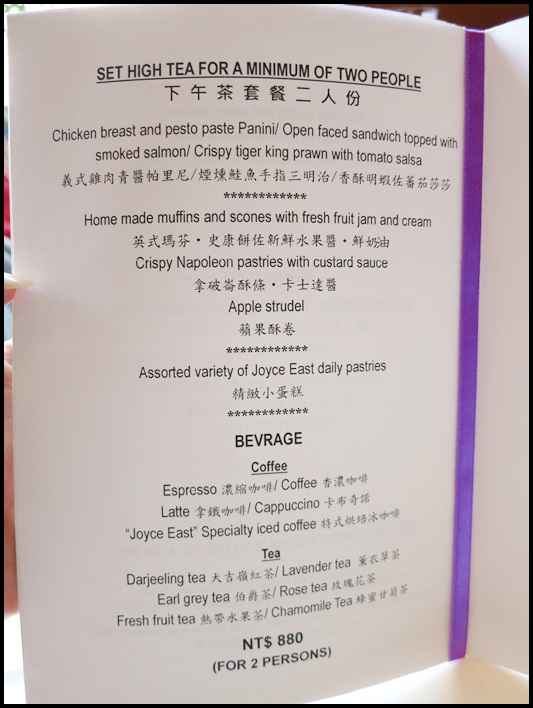 SET HIGH TEA FOR A MINIMUM OF TWO PEOPLE
下午茶套餐二人份
Chicken breast and pesto paste Panini/ Open faced sandwich topped with
smoked salmon/ Crispy tiger king prawn with tomato salsa
義式雞肉青醬帕里尼/煙燻鮭魚手指三明治/香酥明蝦佐蕃茄莎莎
************
Home made muffins and scones with fresh fruit jam and cream
英式瑪芬・史康餅佐新鮮水果醬・鮮奶油
Crispy Napoleon pastries with custard sauce
拿破崙酥條・卡士達醬
Apple strudel
蘋果酥卷
************
Assorted variety of Joyce East daily pastries
精緻小蛋糕
************
BEVRAGE
Coffee
Espresso 濃縮咖啡/ Coffee 香濃咖啡
Latte 拿鐵咖啡/ Cappuccino 卡布奇諾
“Joyce East” Specialty iced coffee 特式烘培冰咖啡
Tea
Darjeeling tea 大吉嶺紅茶/ Lavender tea 薰衣草茶
Earl grey tea 伯爵茶/ Rose tea 玫瑰花茶
Fresh fruit tea 熱帶水果茶/ Chamomile Tea 蜂蜜甘菊茶
NT$ 880
(FOR 2 PERSONS)